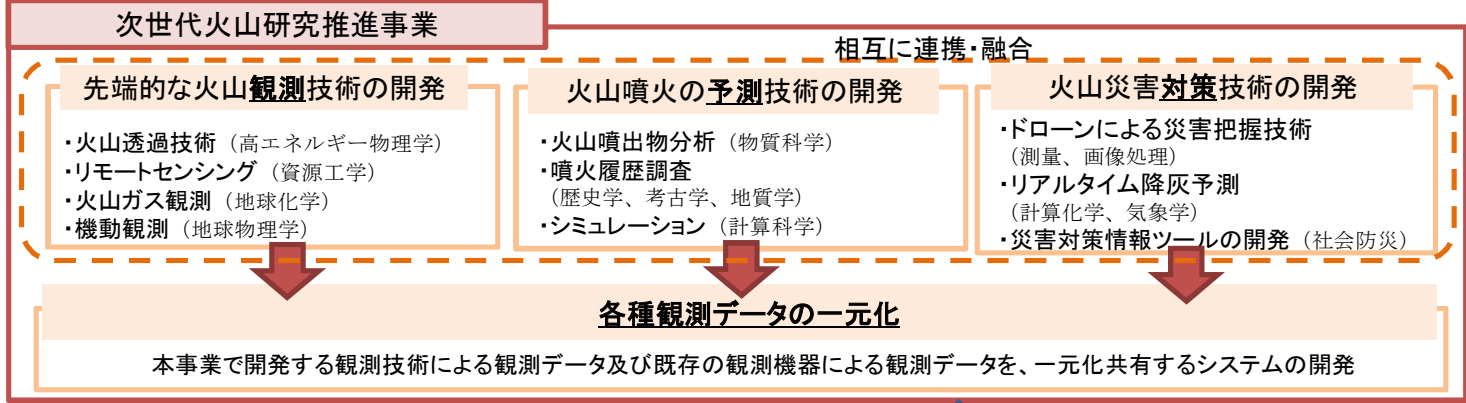 次世代火山研究推進事業
相互に連携・融合
先端的な火山観測技術の開発
・火山透過技術（高エネルギー物理学）
・リモートセンシング（資源工学）
・火山ガス観測（地球化学）
・機動観測（地球物理学）
火山噴火の予測技術の開発
・火山噴出物分析（物質科学）
・噴火履歴調査
（歴史学、考古学、地質学）
・シミュレーション（計算科学）
火山災害対策技術の開発
・ドローンによる災害把握技術
（測量、画像処理）
・リアルタイム降灰予測
（計算化学、気象学）
・災害対策情報ツールの開発（社会防災）
各種観測データの一元化
本事業で開発する観測技術による観測データ及び既存の観測機器による観測データを、一元化共有するシステムの開発